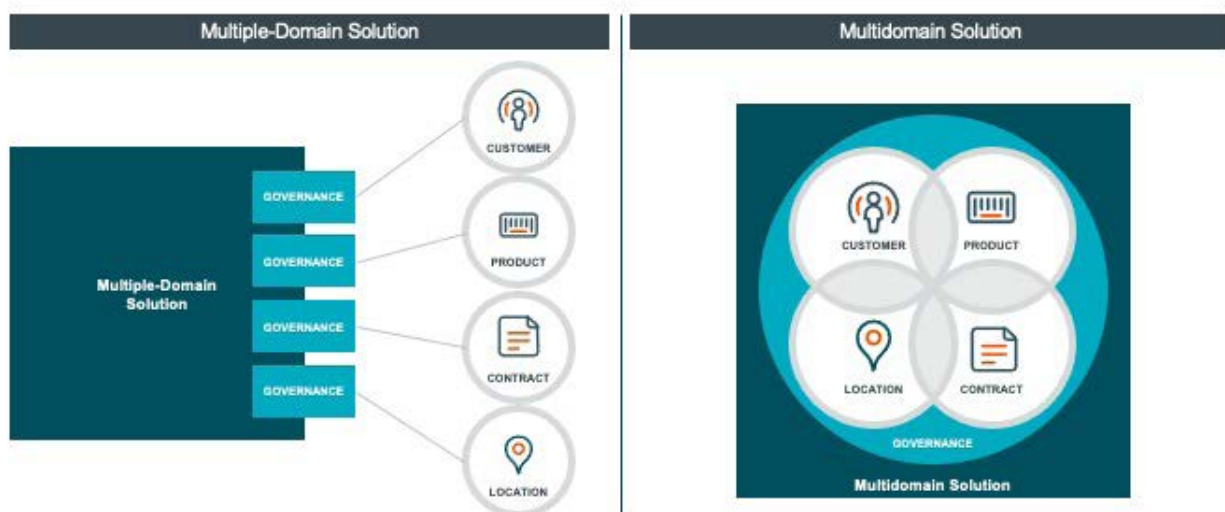 Multiple-Domain Solution
Multidomain Solution
Multiple-Domain
Solution
GOVERNANCE
GOVERNANCE
GOVERNANCE
GOVERNANCE
CUSTOMER
PRODUCT
CONTRACT
LOCATION
CUSTOMER
PRODUCT
LOCATION
CONTRACT
GOVERNANCE
Multidomain Solution